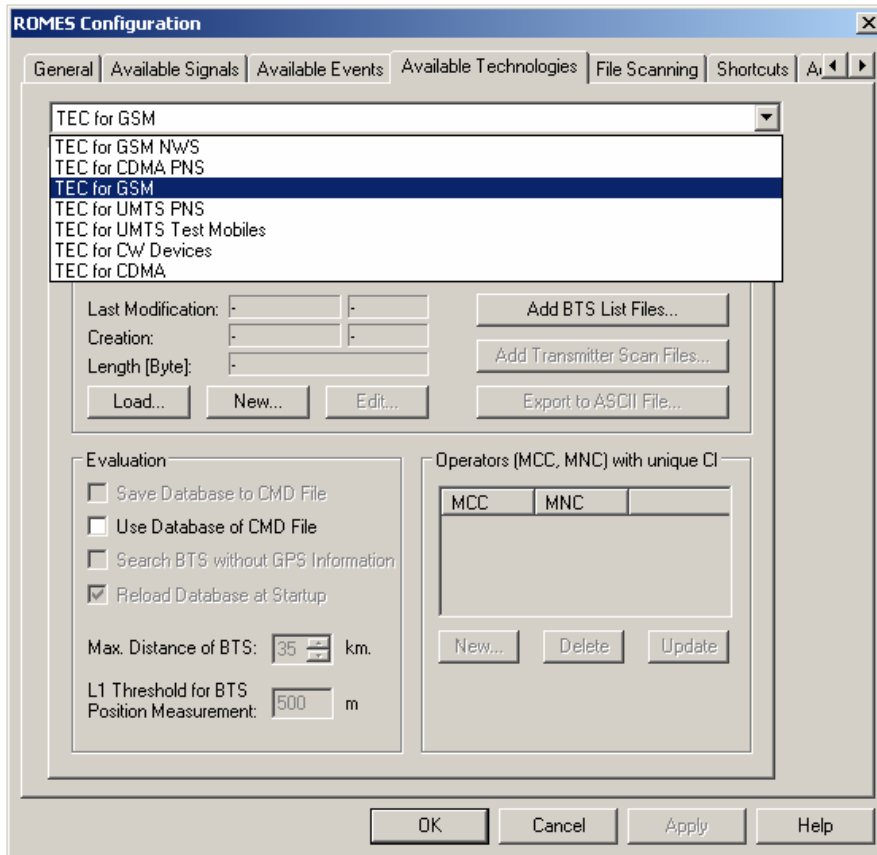 ROMES Configuration
General Available Signals Available Events Available Technologies File Scanning Shortcuts
TEC for GSM
TEC for GSM NWS
TEC for CDMA PNS
TEC for GSM
TEC for UMTS PNS
TEC for UMTS Test Mobiles
TEC for CW Devices
TEC for CDMA
Last Modification: - -
Creation: - -
Length [Byte]: -
Add BTS List Files...
Add Transmitter Scan Files...
Load... New... Edit... Export to ASCII File...
Evaluation
Save Database to CMD File
Use Database of CMD File
Search BTS without GPS Information
Reload Database at Startup
Max. Distance of BTS: 35 km.
L1 Threshold for BTS
Position Measurement: 500 m
Operators (MCC, MNC) with unique CI
MCC MNC
New... Delete Update
OK Cancel Apply Help